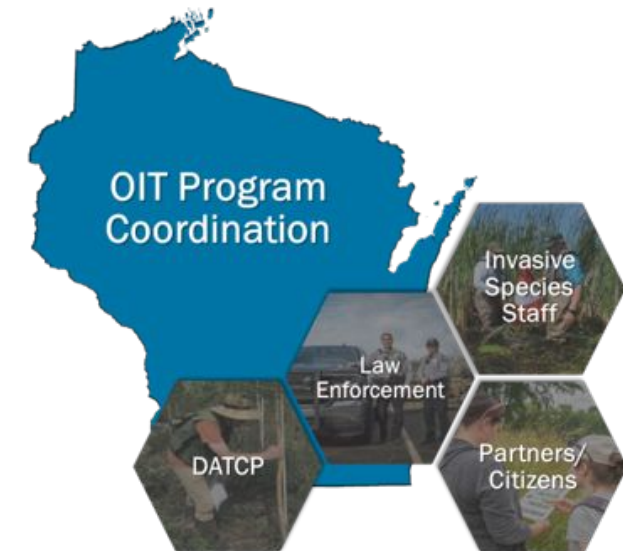 OIT Program
Coordination
Invasive
Species
Staff
Law
Enforcement
DATCP
Partners/
Citizens